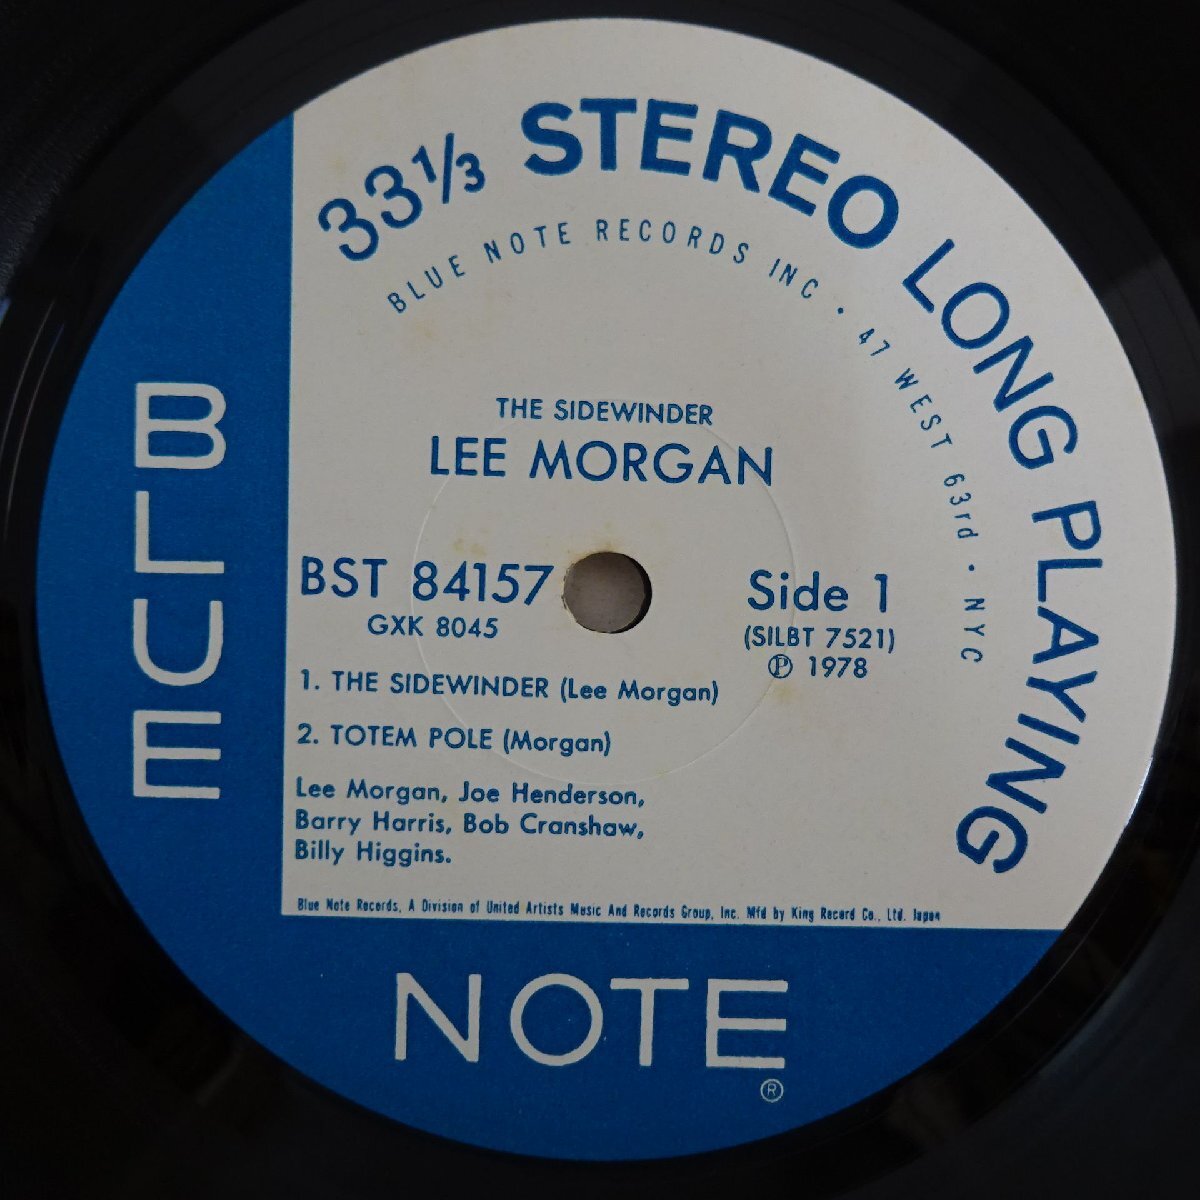 33⅓ STEREO LONG PLAYING
BLUE NOTE RECORDS INC · 47 WEST 63rd · NYC
THE SIDEWINDER
LEE MORGAN
BST 84157
GXK 8045
Side 1
(SILBT 7521)
Ⓟ 1978
1. THE SIDEWINDER (Lee Morgan)
2. TOTEM POLE (Morgan)
Lee Morgan, Joe Henderson,
Barry Harris, Bob Cranshaw,
Billy Higgins.
Blue Note Records, A Division of United Artists Music And Records Group, Inc. Mfd by King Record Co., Ltd. Japan
BLUE
NOTE®